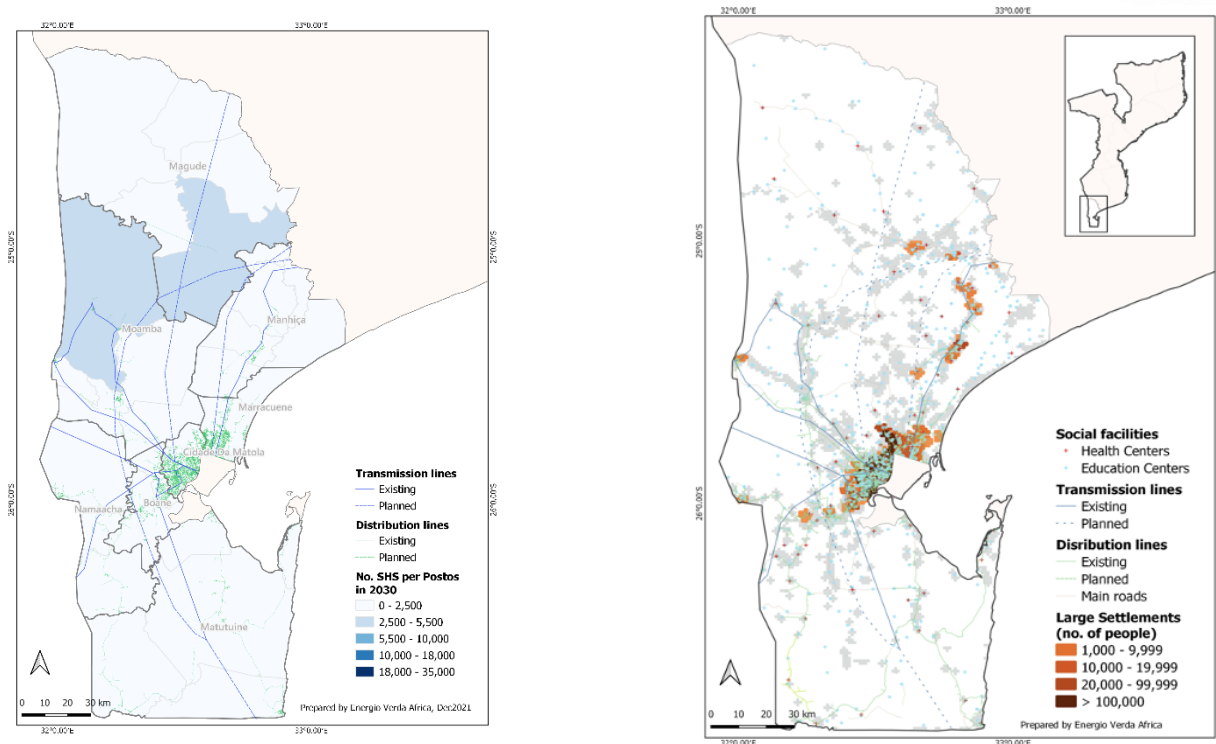 32°0.00'E
33°0.00'E
25°0.00'S
25°0.00'S
26°0.00'S
26°0.00'S
Magude
Moamba
Manhiça
Marracuene
Cidade Da Matola
Boane
Namaacha
Matutuine
Transmission lines
Existing
Planned
Distribution lines
Existing
Planned
No. SHS per Postos
in 2030
0 - 2,500
2,500 - 5,500
5,500 - 10,000
10,000 - 18,000
18,000 - 35,000
0 10 20 30 km
Prepared by Energio Verda Africa, Dec2021
32°0.00'E
33°0.00'E
32°0.00'E
33°0.00'E
25°0.00'S
26°0.00'S
Social facilities
Health Centers
Education Centers
Transmission lines
Existing
Planned
Disribution lines
Existing
Planned
Main roads
Large Settlements
(no. of people)
1,000 - 9,999
10,000 - 19,999
20,000 - 99,999
> 100,000
0 10 20 30 km
Prepared by Energio Verda Africa
32°0.00'E
33°0.00'E